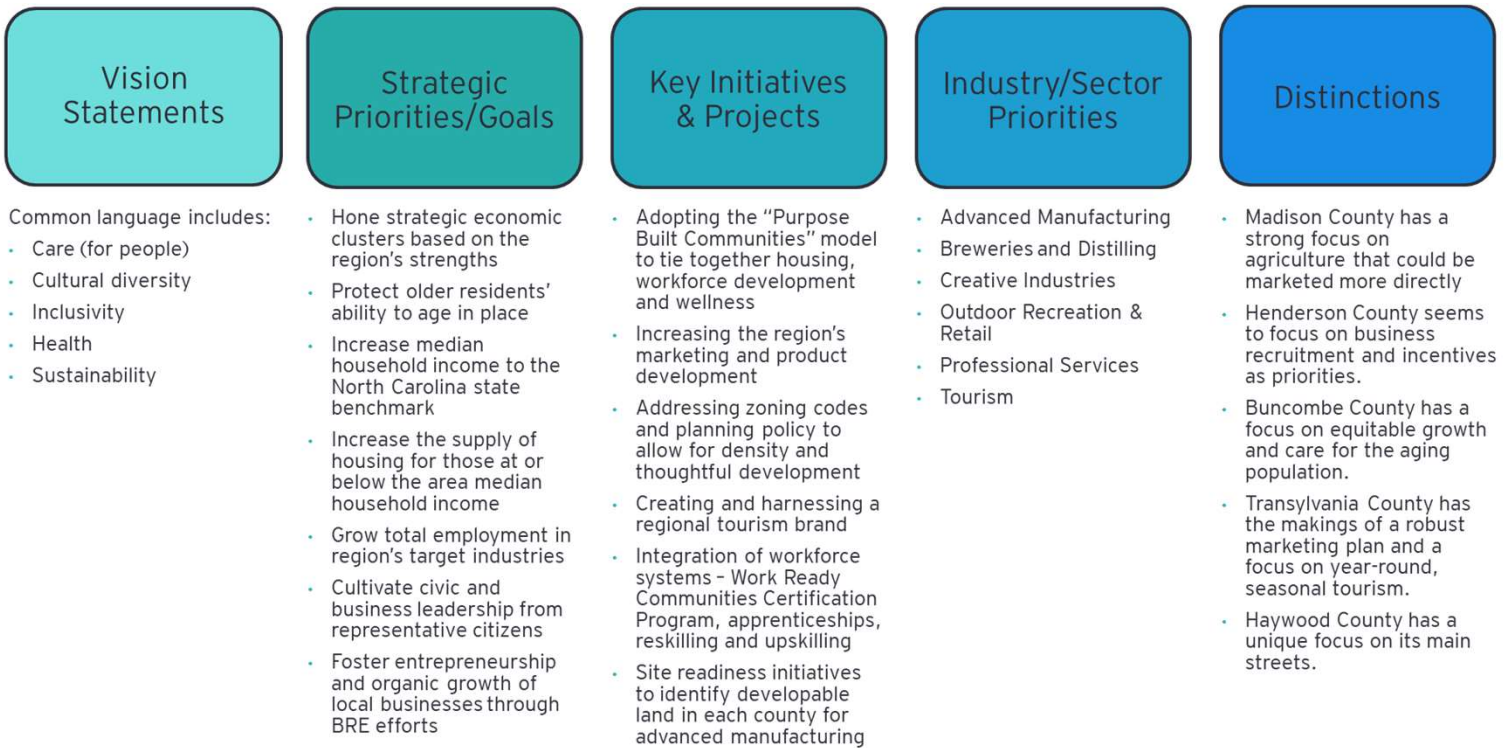 Vision
Statements
Common language includes:
• Care (for people)
• Cultural diversity
• Inclusivity
• Health
• Sustainability
Strategic
Priorities/Goals
• Hone strategic economic
clusters based on the
region's strengths
• Protect older residents'
ability to age in place
• Increase median
household income to the
North Carolina state
benchmark
• Increase the supply of
housing for those at or
below the area median
household income
• Grow total employment in
region's target industries
• Cultivate civic and
business leadership from
representative citizens
• Foster entrepreneurship
and organic growth of
local businesses through
BRE efforts
Key Initiatives
& Projects
• Adopting the “Purpose
Built Communities” model
to tie together housing,
workforce development
and wellness
• Increasing the region's
marketing and product
development
• Addressing zoning codes
and planning policy to
allow for density and
thoughtful development
• Creating and harnessing a
regional tourism brand
• Integration of workforce
systems – Work Ready
Communities Certification
Program, apprenticeships,
reskilling and upskilling
• Site readiness initiatives
to identify developable
land in each county for
advanced manufacturing
Industry/Sector
Priorities
• Advanced Manufacturing
• Breweries and Distilling
• Creative Industries
• Outdoor Recreation &
Retail
• Professional Services
• Tourism
Distinctions
• Madison County has a
strong focus on
agriculture that could be
marketed more directly
• Henderson County seems
to focus on business
recruitment and incentives
as priorities.
• Buncombe County has a
focus on equitable growth
and care for the aging
population.
• Transylvania County has
the makings of a robust
marketing plan and a
focus on year-round,
seasonal tourism.
• Haywood County has a
unique focus on its main
streets.